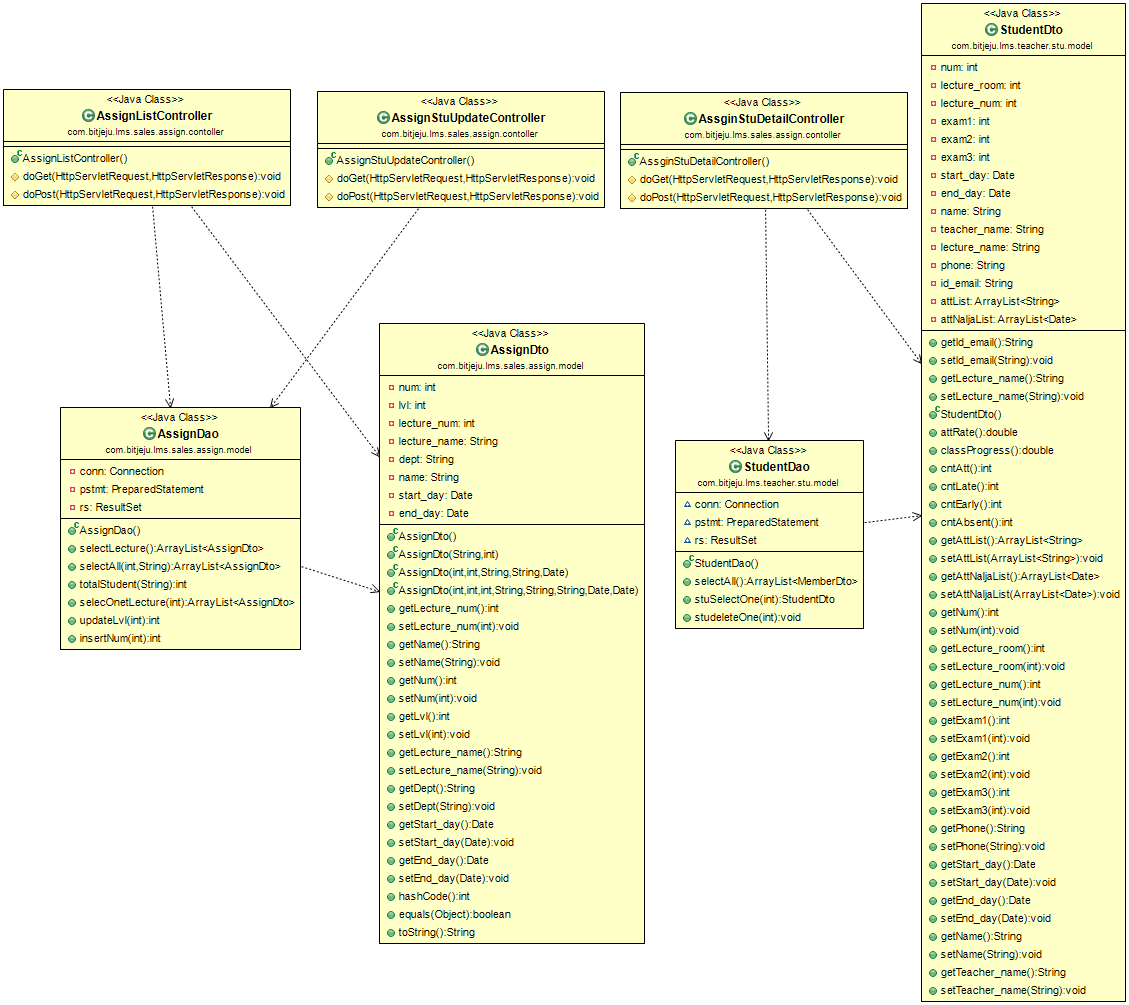 <<Java Class>>
AssignListController
com.bitjeju.lms.sales.assign.contoller
AssignListController()
doGet(HttpServletRequest,HttpServletResponse):void
doPost(HttpServletRequest,HttpServletResponse):void
<<Java Class>>
AssignStuUpdateController
com.bitjeju.lms.sales.assign.contoller
AssignStuUpdateController()
doGet(HttpServletRequest,HttpServletResponse):void
doPost(HttpServletRequest,HttpServletResponse):void
<<Java Class>>
AssginStuDetailController
com.bitjeju.lms.sales.assign.contoller
AssginStuDetailController()
doGet(HttpServletRequest,HttpServletResponse):void
doPost(HttpServletRequest,HttpServletResponse):void
<<Java Class>>
StudentDto
com.bitjeju.lms.teacher.stu.model
num: int
lecture_room: int
lecture_num: int
exam1: int
exam2: int
exam3: int
start_day: Date
end_day: Date
name: String
teacher_name: String
lecture_name: String
phone: String
id_email: String
attList: ArrayList<String>
attNaljaList: ArrayList<Date>
getId_email():String
setId_email(String):void
getLecture_name():String
setLecture_name(String):void
StudentDto()
attRate():double
classProgress():double
cntAtt():int
cntLate():int
cntEarly():int
cntAbsent():int
getAttList():ArrayList<String>
setAttList(ArrayList<String>):void
getAttNaljaList():ArrayList<Date>
setAttNaljaList(ArrayList<Date>):void
getNum():int
setNum(int):void
getLecture_room():int
setLecture_room(int):void
getLecture_num():int
setLecture_num(int):void
getExam1():int
setExam1(int):void
getExam2():int
setExam2(int):void
getExam3():int
setExam3(int):void
getPhone():String
setPhone(String):void
getStart_day():Date
setStart_day(Date):void
getEnd_day():Date
setEnd_day(Date):void
getName():String
setName(String):void
getTeacher_name():String
setTeacher_name(String):void
<<Java Class>>
AssignDto
com.bitjeju.lms.sales.assign.model
num: int
lvl: int
lecture_num: int
lecture_name: String
dept: String
name: String
start_day: Date
end_day: Date
AssignDto()
AssignDto(String,int)
AssignDto(int,int,String,String,Date)
AssignDto(int,int,int,String,String,String,Date,Date)
getLecture_num():int
setLecture_num(int):void
getName():String
setName(String):void
getNum():int
setNum(int):void
getLvl():int
setLvl(int):void
getLecture_name():String
setLecture_name(String):void
getDept():String
setDept(String):void
getStart_day():Date
setStart_day(Date):void
getEnd_day():Date
setEnd_day(Date):void
hashCode():int
equals(Object):boolean
toString():String
<<Java Class>>
AssignDao
com.bitjeju.lms.sales.assign.model
conn: Connection
pstmt: PreparedStatement
rs: ResultSet
AssignDao()
selectLecture():ArrayList<AssignDto>
selectAll(int,String):ArrayList<AssignDto>
totalStudent(String):int
selecOnetLecture(int):ArrayList<AssignDto>
updateLvl(int):int
insertNum(int):int
<<Java Class>>
StudentDao
com.bitjeju.lms.teacher.stu.model
conn: Connection
pstmt: PreparedStatement
rs: ResultSet
StudentDao()
selectAll():ArrayList<MemberDto>
stuSelectOne(int):StudentDto
studeleteOne(int):void